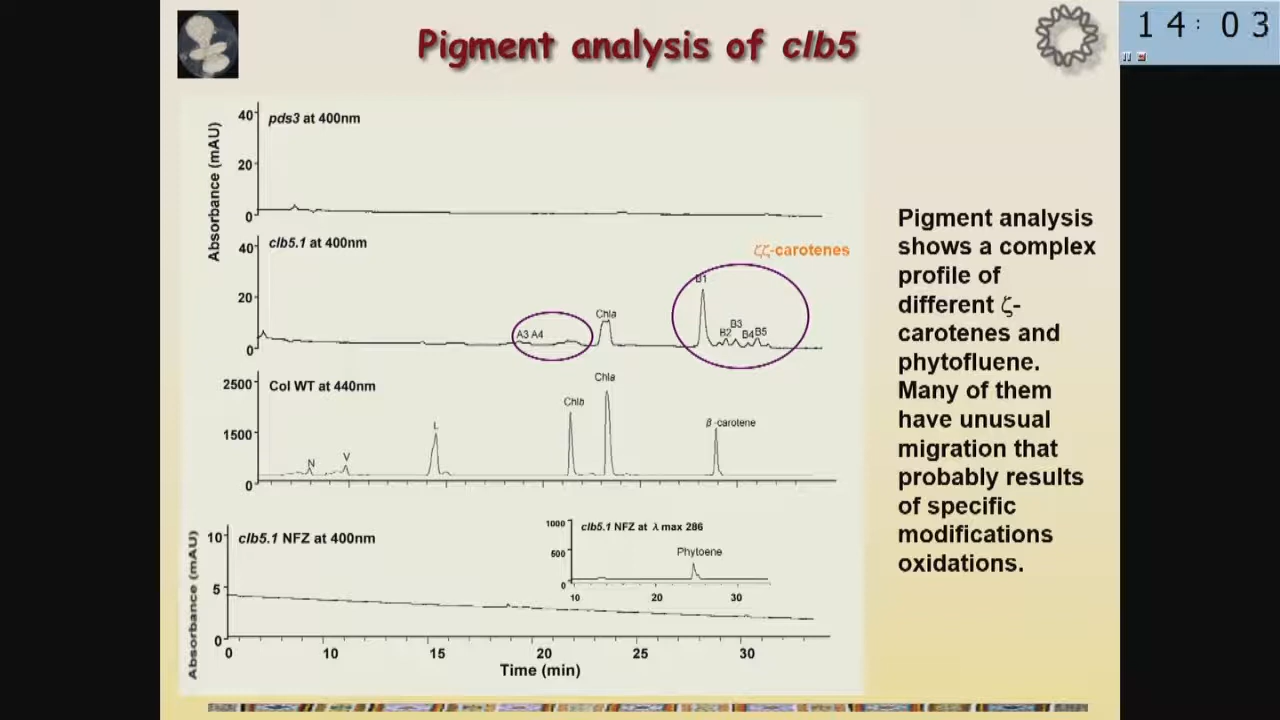 Pigment analysis of clb5
14:03
40
pds3 at 400nm
20
0
Absorbance (mAU)
40
clb5.1 at 400nm
ζζ-carotenes
20
0
A3 A4
Chla
B1
B2
B3
B4
B5
2500
Col WT at 440nm
1500
0
N
V
L
Chlb
Chla
β-carotene
10
clb5.1 NFZ at 400nm
5
0
Absorbance (mAU)
1000
clb5.1 NFZ at λ max 286
500
Phytoene
0
10 20 30
0 10 15 20 25 30
Time (min)
Pigment analysis
shows a complex
profile of
different ζ-
carotenes and
phytofluene.
Many of them
have unusual
migration that
probably results
of specific
modifications
oxidations.